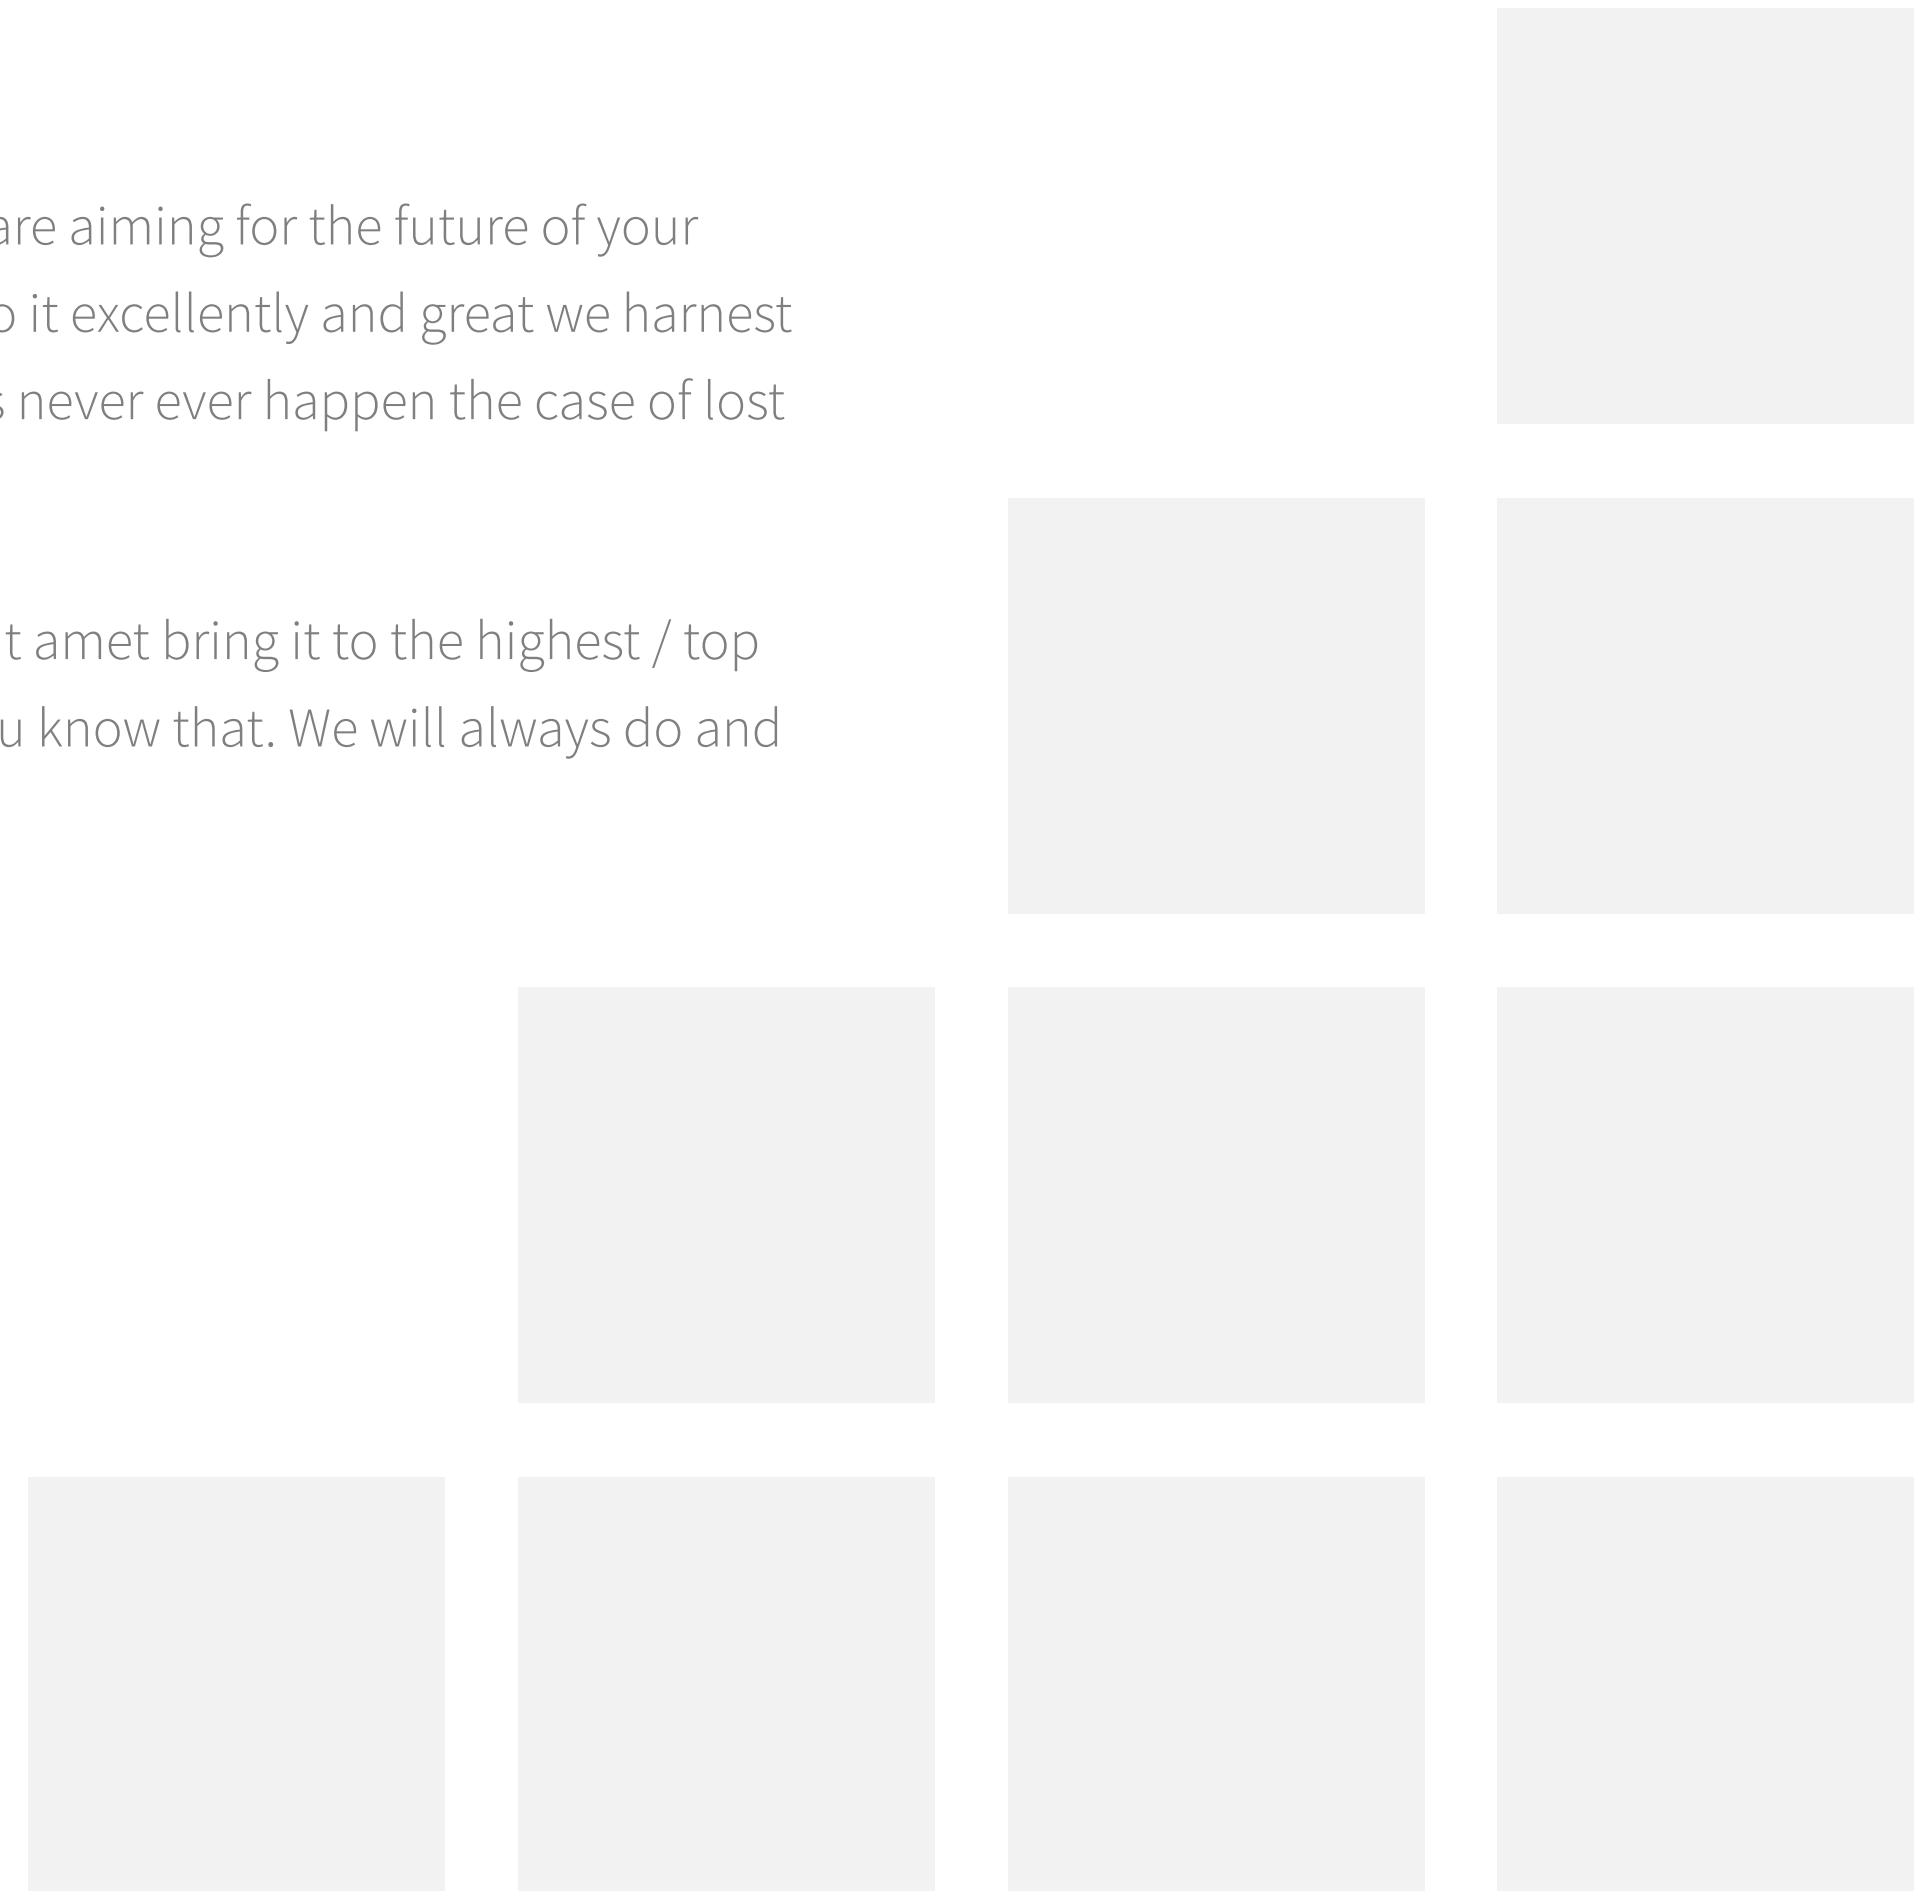 are aiming for the future of your
it excellently and great we harnest
never ever happen the case of lost
amet bring it to the highest / top
know that. We will always do and